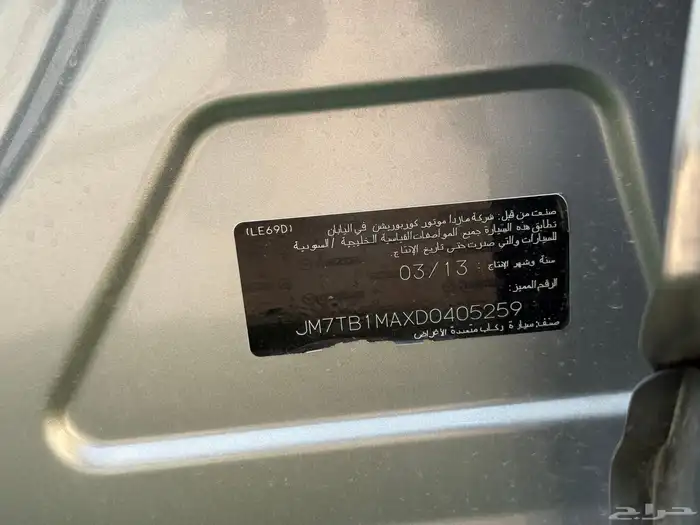 (LE69D)
صنعت من قبل: شركة مازدا موتور كوربوريشن في اليابان
تطابق هذه السيارة جميع المواصفات القياسية الخليجية / السعودية
للسيارات والتي صدرت حتى تاريخ الإنتاج.
سنة وشهر الإنتاج : 03/13
الرقم المميز:
JM7TB1MAXD0405259
صنف: سيارة ركاب متعددة الأغراض
حراج